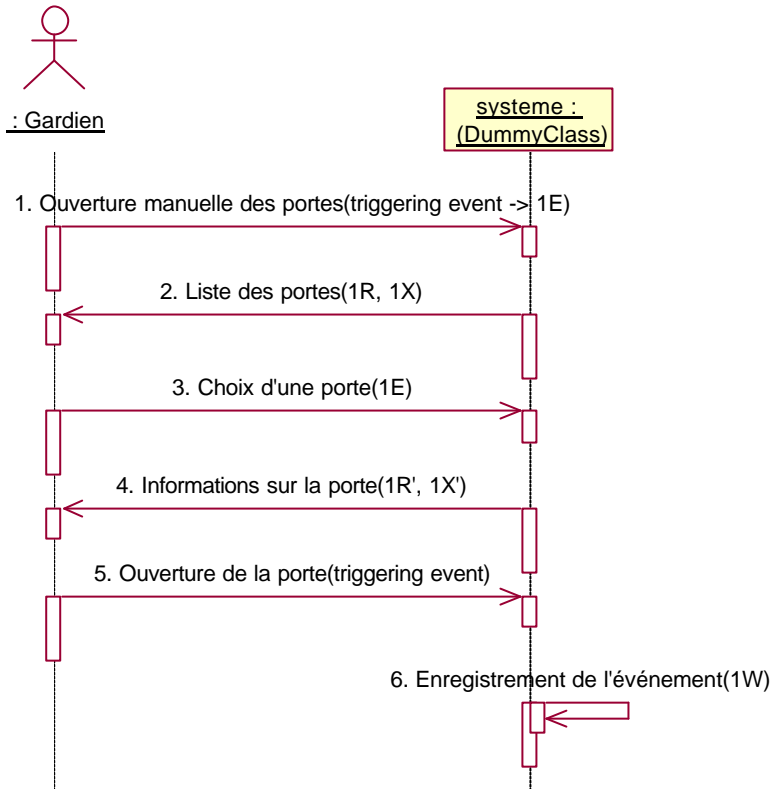 : Gardien
systeme :
(DummyClass)
1. Ouverture manuelle des portes(triggering event -> 1E)
2. Liste des portes(1R, 1X)
3. Choix d'une porte(1E)
4. Informations sur la porte(1R', 1X')
5. Ouverture de la porte(triggering event)
6. Enregistrement de l'événement(1W)